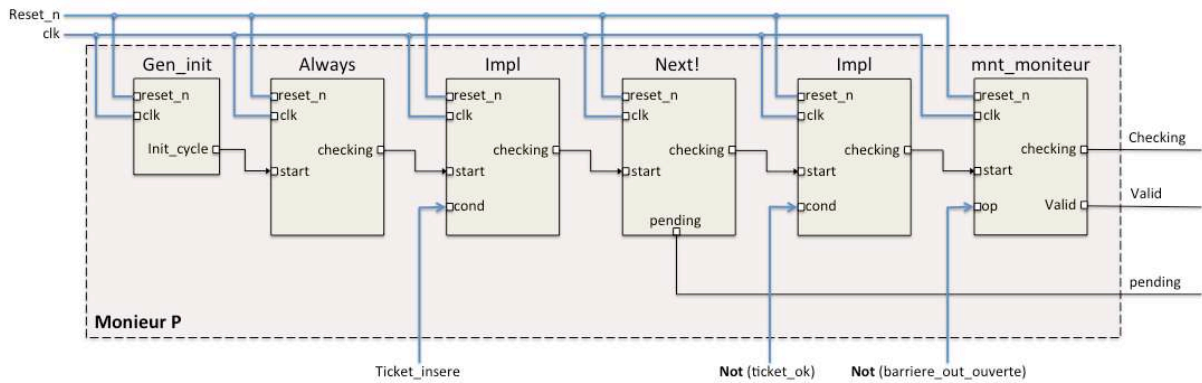 Reset_n
clk
Gen_init Always Impl Next! Impl mnt_moniteur
reset_n reset_n reset_n reset_n reset_n reset_n
clk clk clk clk clk clk
Init_cycle checking checking checking checking checking Checking
start start start start start
cond cond op Valid Valid
pending
pending
Monieur P
Ticket_insere Not (ticket_ok) Not (barriere_out_ouverte)